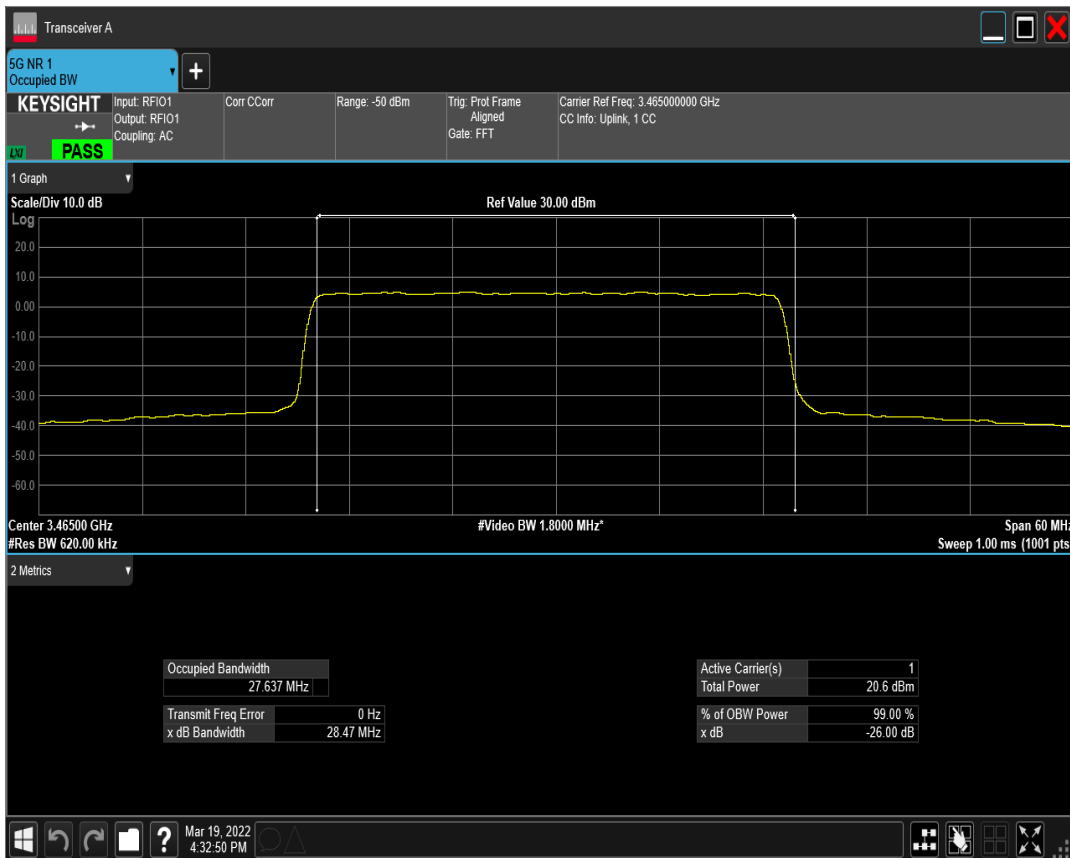 Transceiver A
5G NR 1
Occupied BW
KEYSIGHT
LXI
PASS
Input: RFIO1
Output: RFIO1
Coupling: AC
Corr CCorr
Range: -50 dBm
Trig: Prot Frame
Aligned
Gate: FFT
Carrier Ref Freq: 3.465000000 GHz
CC Info: Uplink, 1 CC
1 Graph
Scale/Div 10.0 dB
Ref Value 30.00 dBm
Log
20.0
10.0
0.00
-10.0
-20.0
-30.0
-40.0
-50.0
-60.0
Center 3.46500 GHz
#Video BW 1.8000 MHz*
Span 60 MHz
#Res BW 620.00 kHz
Sweep 1.00 ms (1001 pts
2 Metrics
Occupied Bandwidth
27.637 MHz
Transmit Freq Error 0 Hz
x dB Bandwidth 28.47 MHz
Active Carrier(s) 1
Total Power 20.6 dBm
% of OBW Power 99.00 %
x dB -26.00 dB
?
Mar 19, 2022
4:32:50 PM